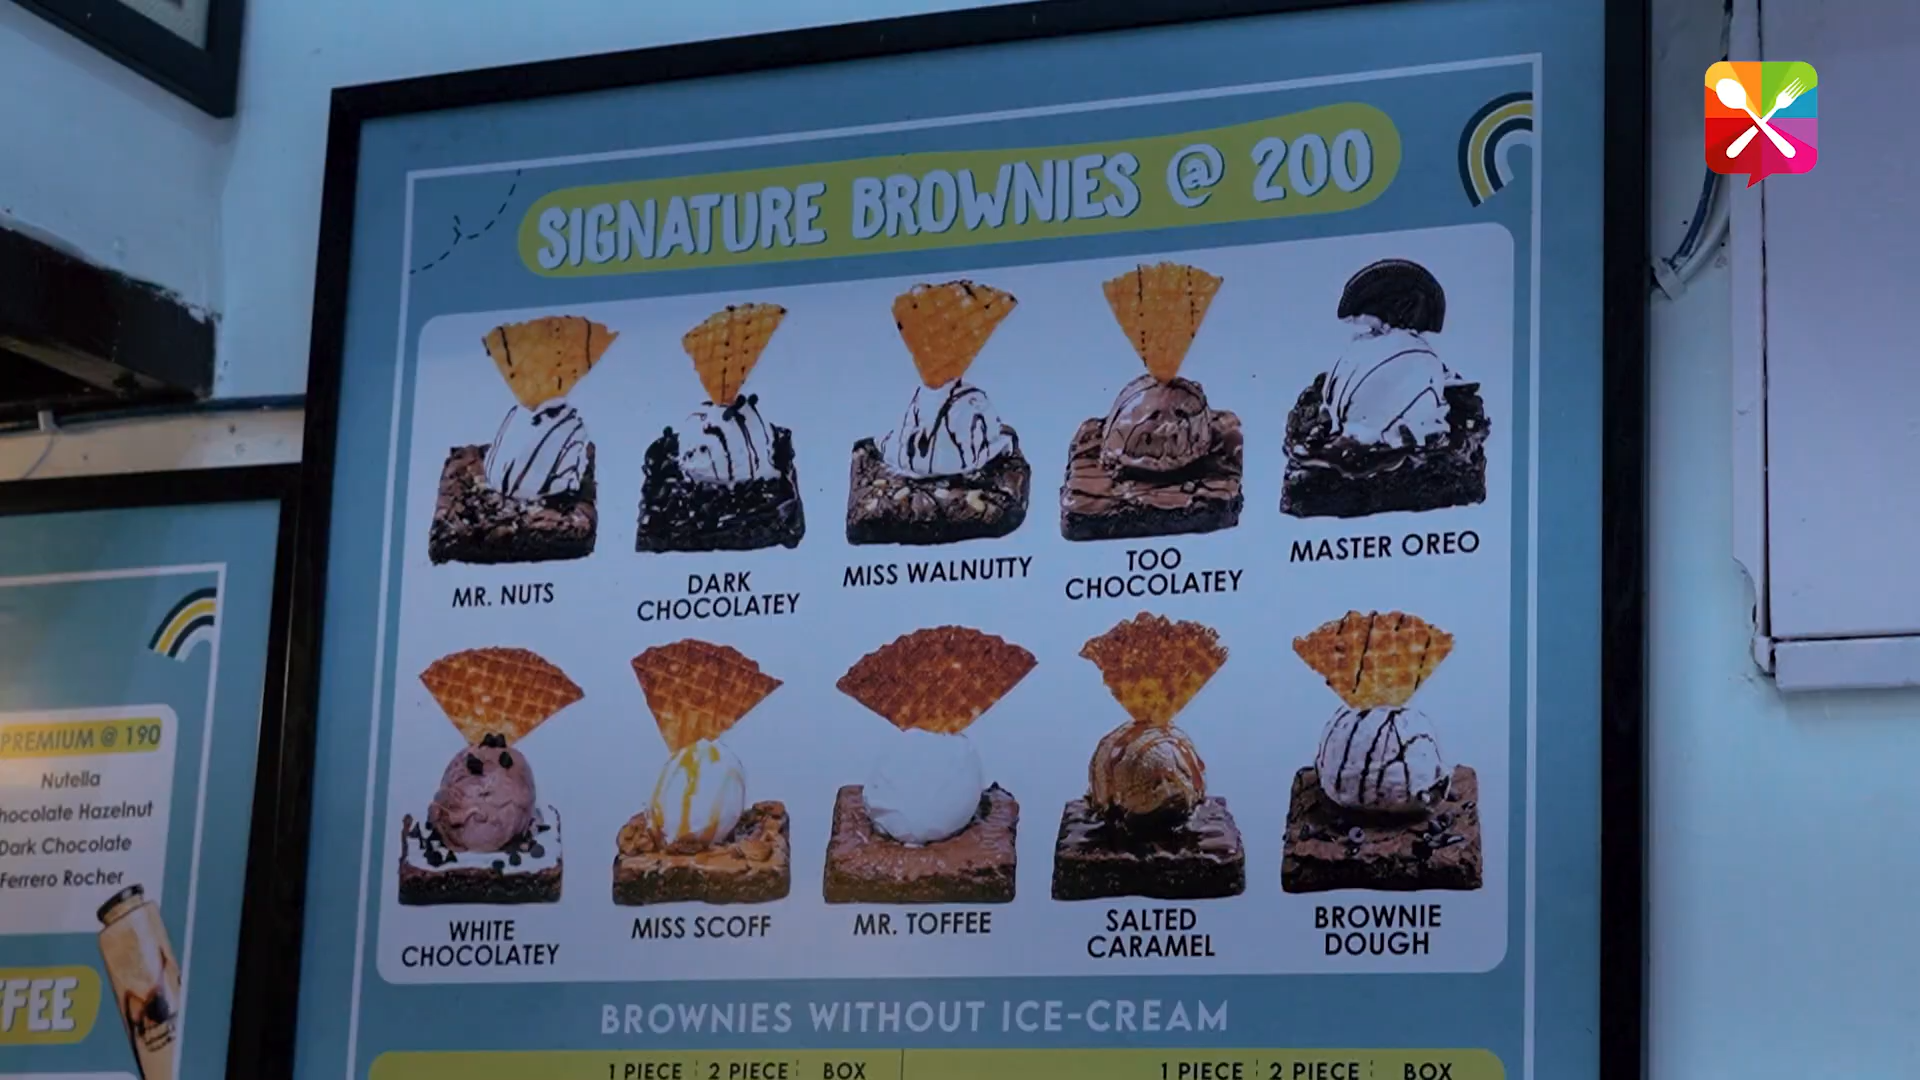 SIGNATURE BROWNIES @ 200
MR. NUTS
DARK
CHOCOLATEY
MISS WALNUTTY
TOO
CHOCOLATEY
MASTER OREO
WHITE
CHOCOLATEY
MISS SCOFF
MR. TOFFEE
SALTED
CARAMEL
BROWNIE
DOUGH
BROWNIES WITHOUT ICE-CREAM
1 PIECE 2 PIECE BOX
1 PIECE 2 PIECE BOX
PREMIUM @ 190
Nutella
hocolate Hazelnut
Dark Chocolate
Ferrero Rocher
FFEE